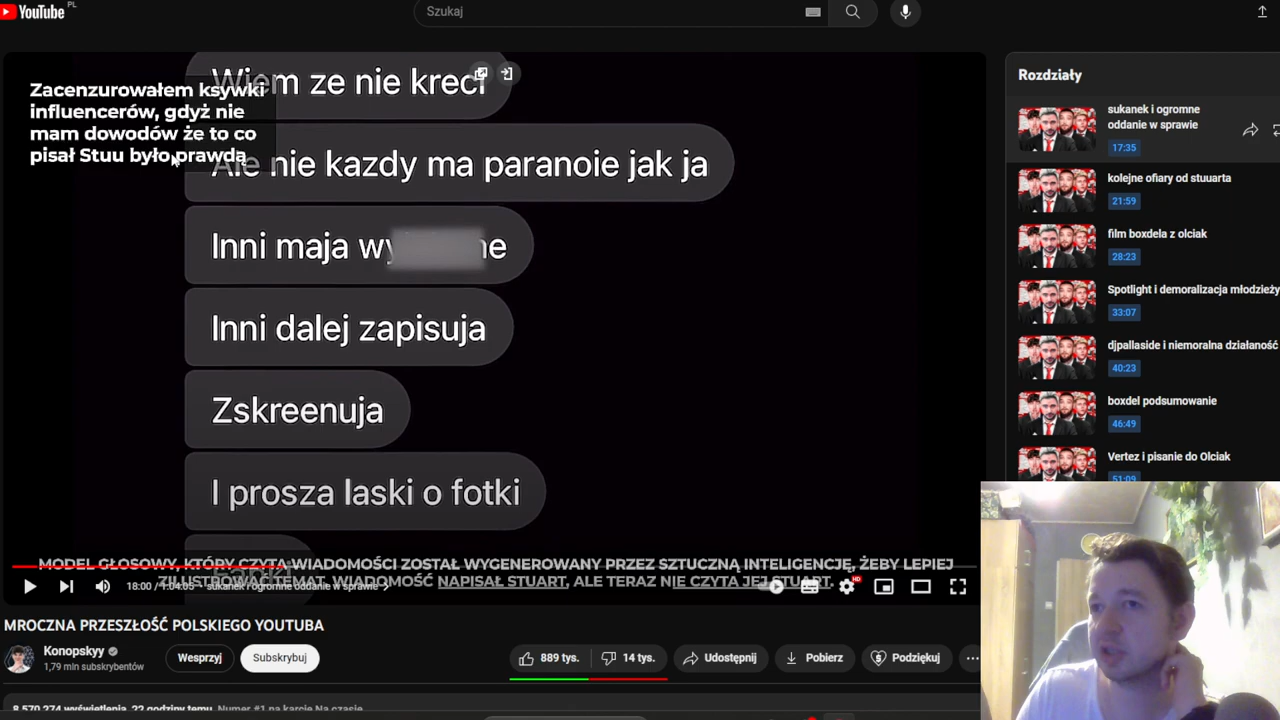 YouTube PL
Szukaj
Zacenzurowałem ksywki
influencerów, gdyż nie
mam dowodów że to co
pisał Stuu było prawdą
Wiem ze nie kreci
Ale nie kazdy ma paranoie jak ja
Inni maja
Inni dalej zapisuja
Zskreenuja
I prosza laski o fotki
MODEL GŁOSOWY, KTÓRY CZYTA WIADOMOŚCI ZOSTAŁ WYGENEROWANY PRZEZ SZTUCZNĄ INTELIGENCJĘ, ŻEBY LEPIEJ
ZILUSTROWAĆ TEMAT. WIADOMOŚĆ NAPISAŁ STUART, ALE TERAZ NIE CZYTA JEJ STUART.
18:00 / 1:04:05 • sukanek i ogromne oddanie w sprawie
HD
MROCZNA PRZESZŁOŚĆ POLSKIEGO YOUTUBA
Konopskyy
1,79 mln subskrybentów
Wesprzyj
Subskrybuj
889 tys.
14 tys.
Udostępnij
Pobierz
Podziękuj
8 570 274 wyświetlenia 22 godziny temu Numer #1 na karcie Na czasie
Rozdziały
sukanek i ogromne
oddanie w sprawie
17:35
kolejne ofiary od stuuarta
21:59
film boxdela z olciak
28:23
Spotlight i demoralizacja młodzieży
33:07
djpallaside i niemoralna działaność
40:23
boxdel podsumowanie
46:49
Vertez i pisanie do Olciak
51:09